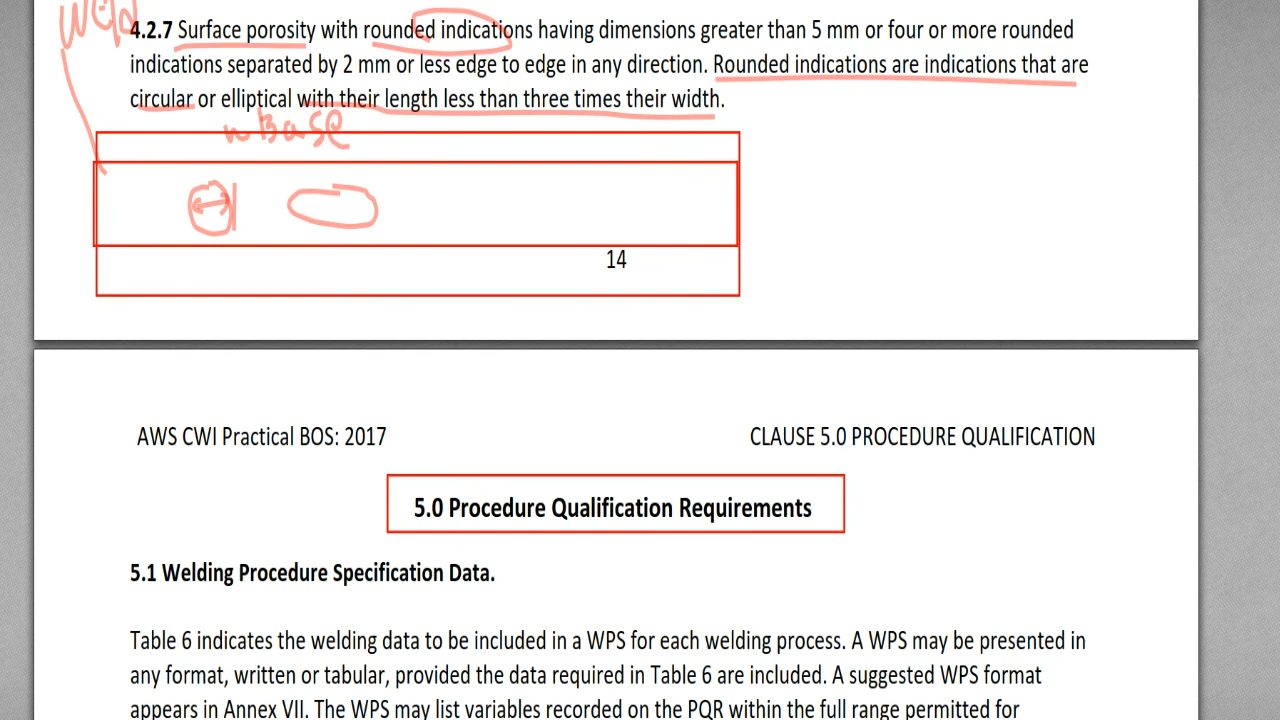 4.2.7 Surface porosity with rounded indications having dimensions greater than 5 mm or four or more rounded
indications separated by 2 mm or less edge to edge in any direction. Rounded indications are indications that are
circular or elliptical with their length less than three times their width.
Base
14
AWS CWI Practical BOS: 2017
CLAUSE 5.0 PROCEDURE QUALIFICATION
5.0 Procedure Qualification Requirements
5.1 Welding Procedure Specification Data.
Table 6 indicates the welding data to be included in a WPS for each welding process. A WPS may be presented in
any format, written or tabular, provided the data required in Table 6 are included. A suggested WPS format
appears in Annex VII. The WPS may list variables recorded on the PQR within the full range permitted for